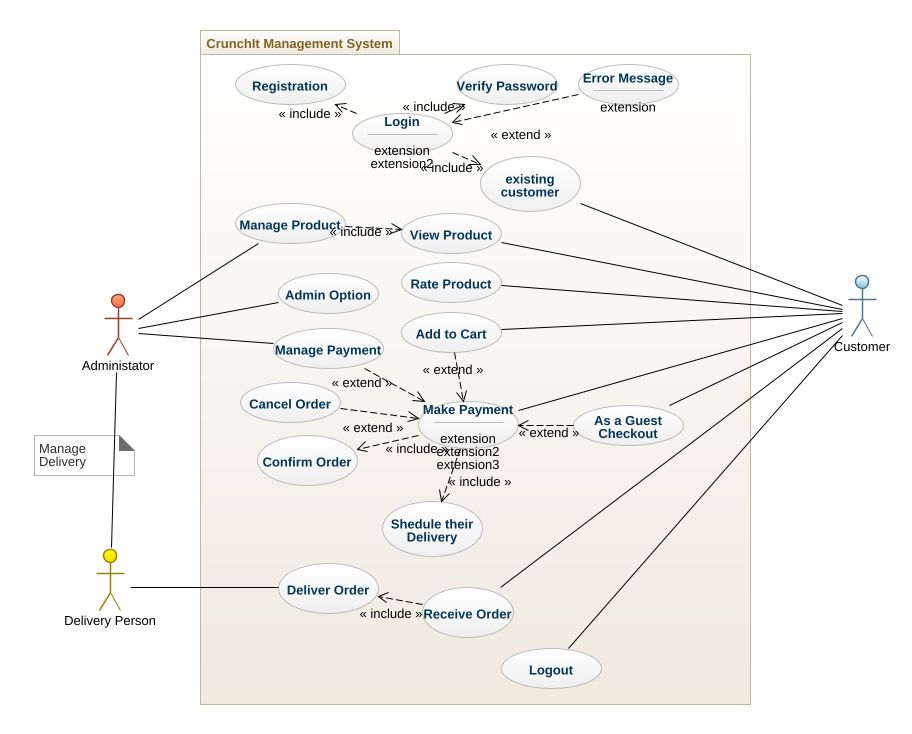 CrunchIt Management System
Registration
Verify Password
Error Message
extension
« include »
« include »
Login
« extend »
extension
extension2
« include »
existing
customer
Manage Product
« include »
View Product
Admin Option
Rate Product
Add to Cart
Manage Payment
Administator
Customer
« extend »
« extend »
Cancel Order
Make Payment
As a Guest
Checkout
« extend »
« extend »
extension
extension2
extension3
« include »
Confirm Order
« include »
Manage
Delivery
Shedule their
Delivery
Deliver Order
« include »
Receive Order
Delivery Person
Logout